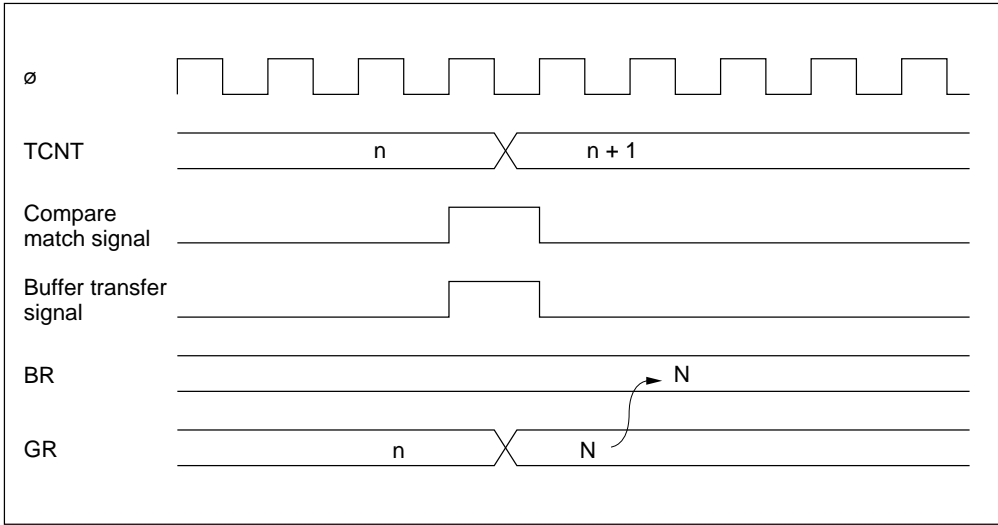 ø
TCNT
n
n + 1
Compare
match signal
Buffer transfer
signal
BR
N
GR
n
N